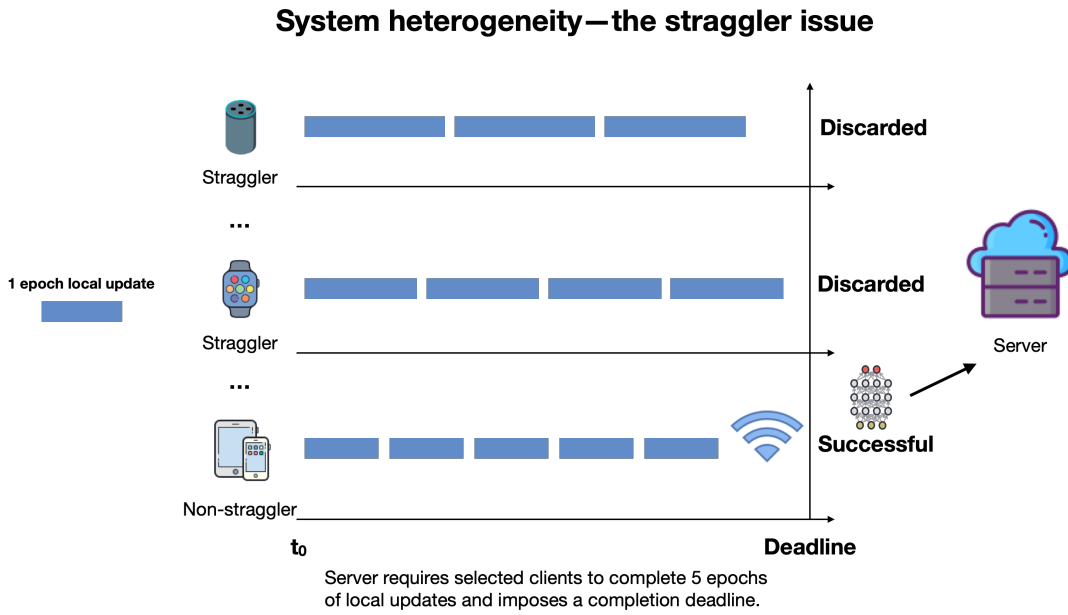 System heterogeneity—the straggler issue
Discarded
Straggler
...
1 epoch local update
Discarded
Straggler
Server
...
Successful
Non-straggler
t₀
Deadline
Server requires selected clients to complete 5 epochs
of local updates and imposes a completion deadline.